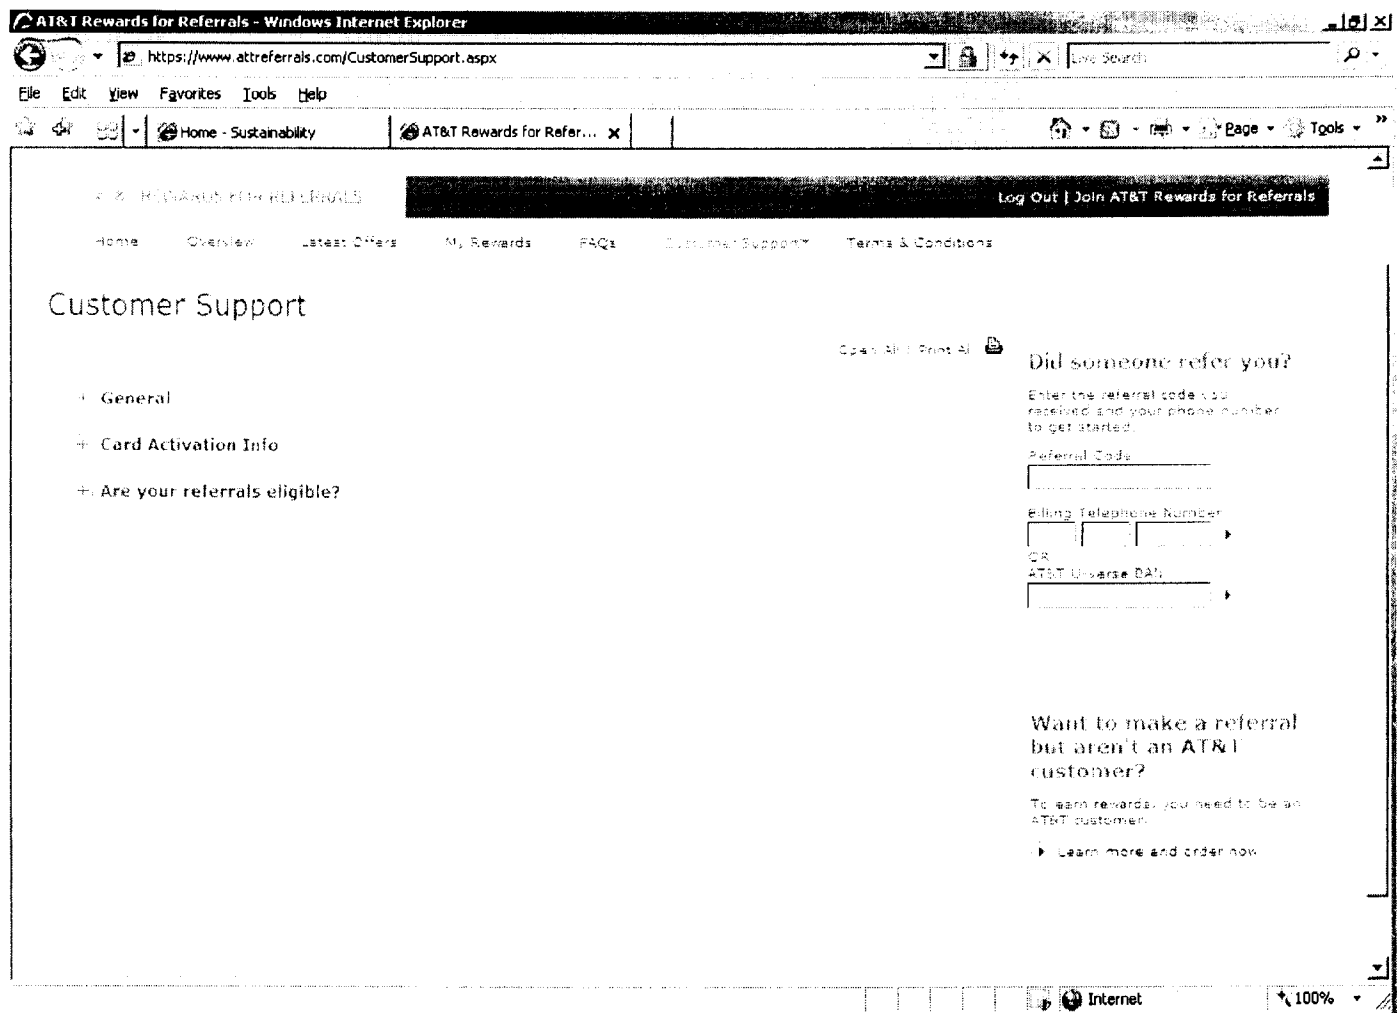 AT&T Rewards for Referrals - Windows Internet Explorer
https://www.attreferrals.com/CustomerSupport.aspx
Live Search
File Edit View Favorites Tools Help
Home - Sustainability
AT&T Rewards for Refer...
Page Tools
REWARDS FOR REFERRALS
Log Out | Join AT&T Rewards for Referrals
Home Overview Latest Offers My Rewards FAQs Customer Support Terms & Conditions
Customer Support
Open All | Print All
+ General
+ Card Activation Info
+ Are your referrals eligible?
Did someone refer you?
Enter the referral code you
received and your phone number
to get started.
Referral Code
Billing Telephone Number
OR
AT&T U-verse BAN
Want to make a referral
but aren't an AT&T
customer?
To earn rewards, you need to be an
AT&T customer.
Learn more and order now
Internet
100%